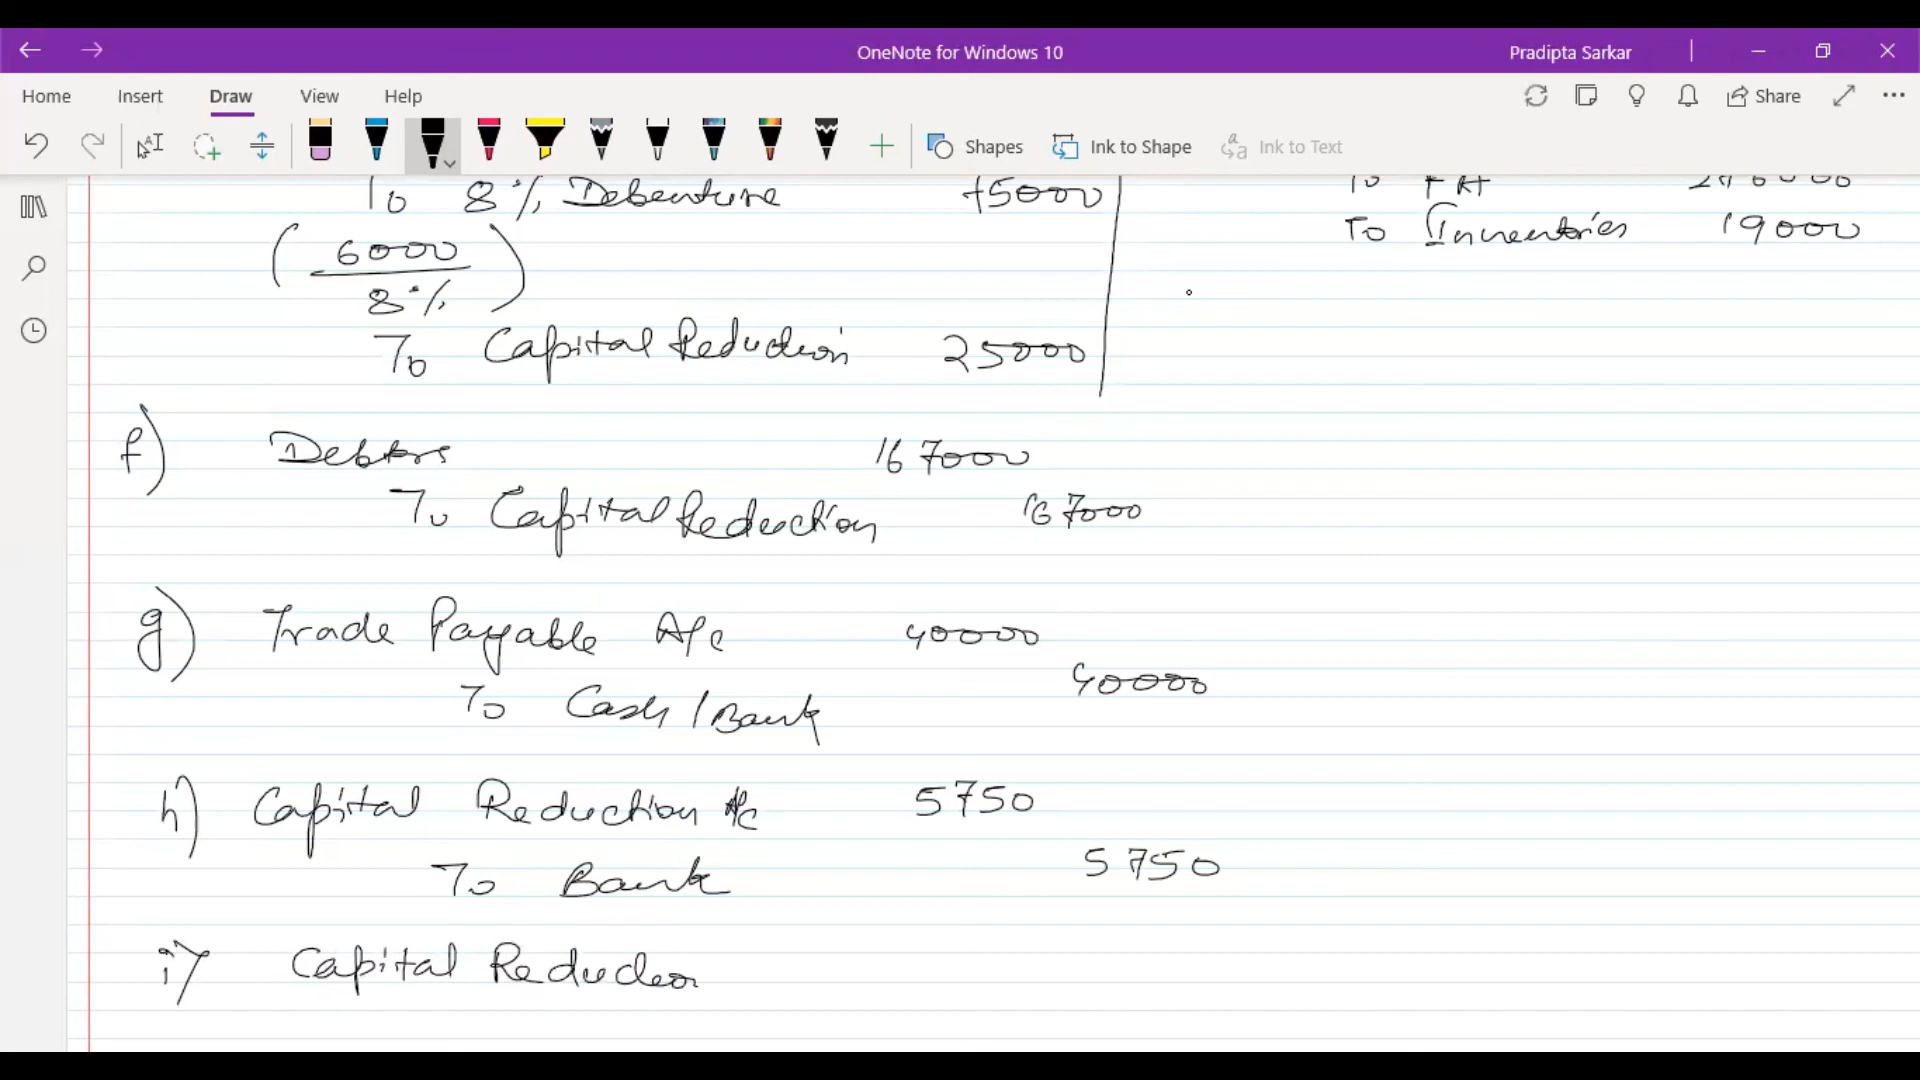 OneNote for Windows 10
Pradipta Sarkar
Home Insert Draw View Help
Share
Shapes Ink to Shape Ink to Text
To 8% Debenture 75000
(6000
8%)
To Capital Reduction 25000
To
To Inventories 19000
f) Debtors 167000
To Capital Reduction 167000
g) Trade Payable A/c 40000
To Cash/Bank 40000
h) Capital Reduction A/c 5750
To Bank 5750
i) Capital Reduction